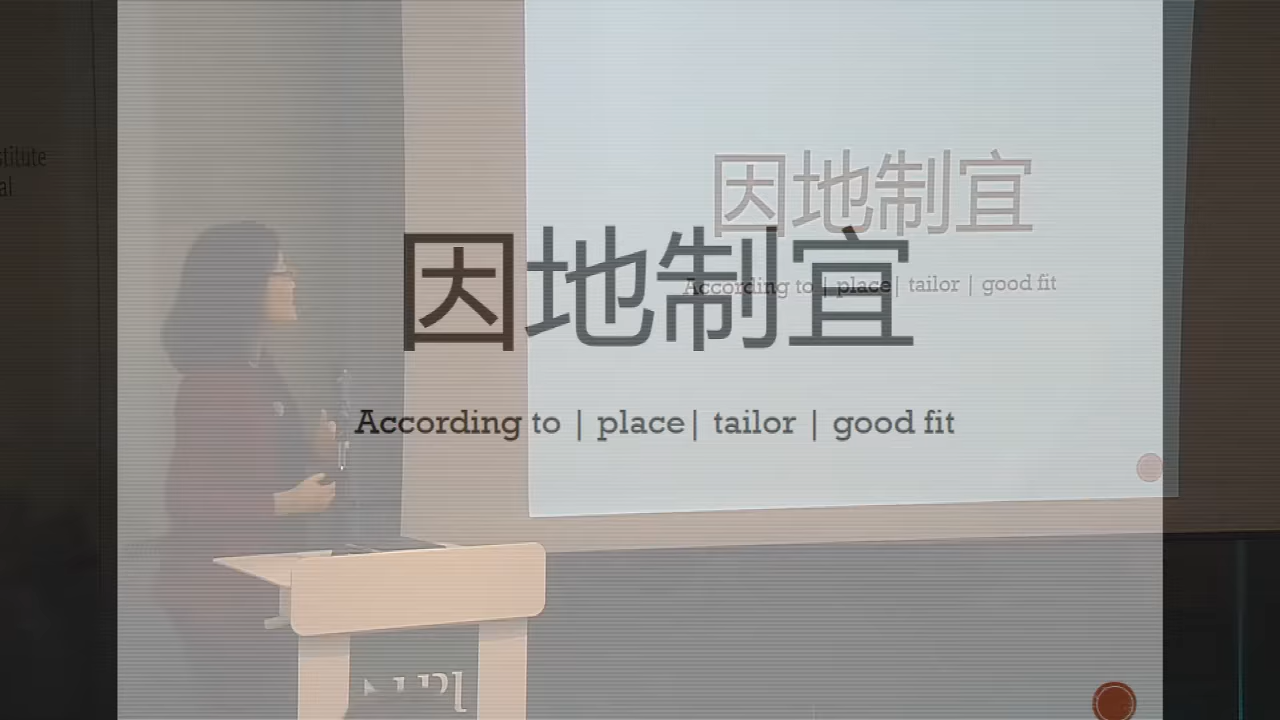 因地制宜
According to | place| tailor | good fit
因地制宜
According to | place| tailor | good fit